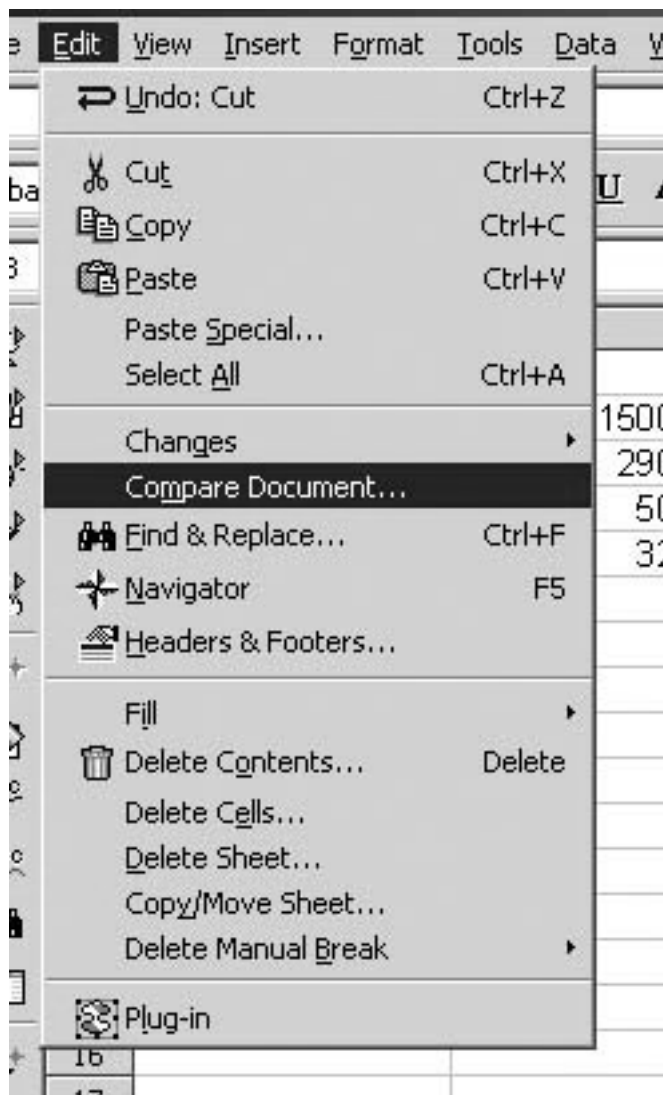 Edit View Insert Format Tools Data
Undo: Cut Ctrl+Z
Cut Ctrl+X
U
Copy Ctrl+C
Paste Ctrl+V
Paste Special...
Select All Ctrl+A
Changes
Compare Document...
Find & Replace... Ctrl+F
Navigator F5
Headers & Footers...
Fill
Delete Contents... Delete
Delete Cells...
Delete Sheet...
Copy/Move Sheet...
Delete Manual Break
Plug-in
16